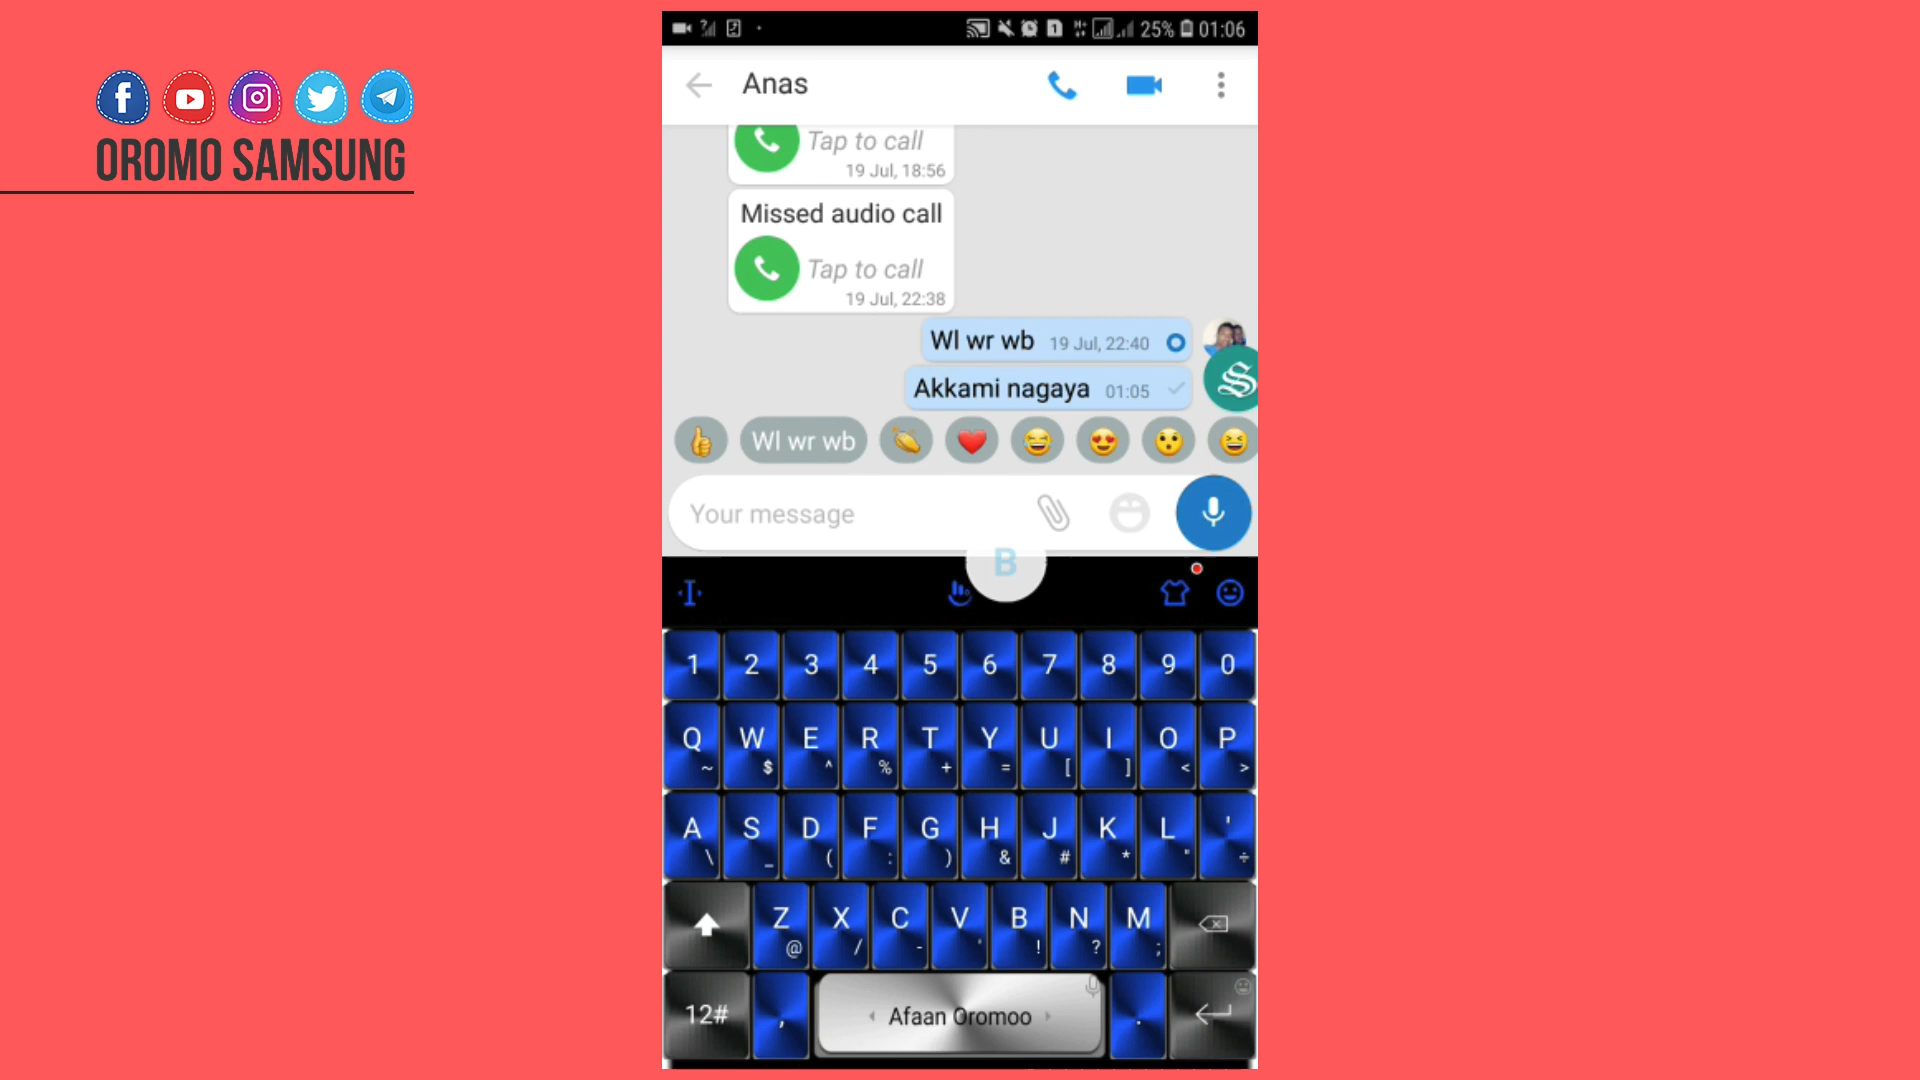 OROMO SAMSUNG
25% 01:06
Anas
Tap to call
19 Jul, 18:56
Missed audio call
Tap to call
19 Jul, 22:38
Wl wr wb 19 Jul, 22:40
Akkami nagaya 01:05
Wl wr wb
Your message
B
1 2 3 4 5 6 7 8 9 0
Q W E R T Y U I O P
~ $ ^ % + = [ ] < >
A S D F G H J K L '
\ _ ( : ) & # * " ÷
Z X C V B N M
@ / - ' ! ? ;
12# , Afaan Oromoo .